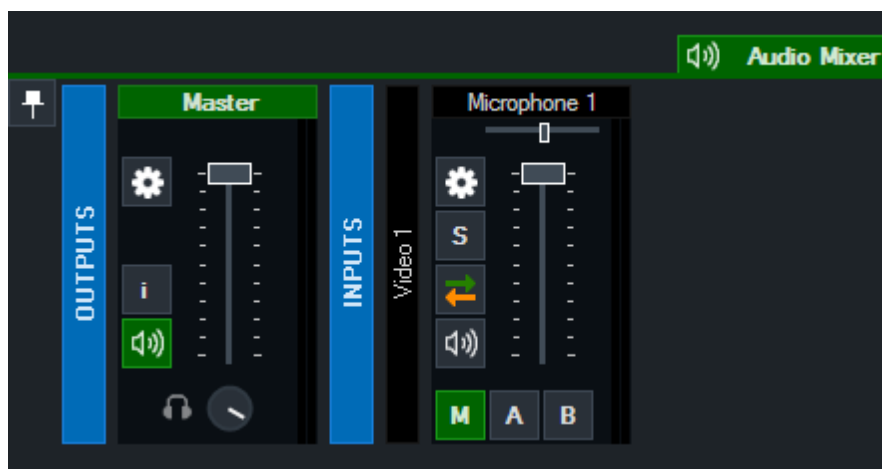 Audio Mixer
OUTPUTS
Master
i
INPUTS
Video 1
Microphone 1
S
M A B